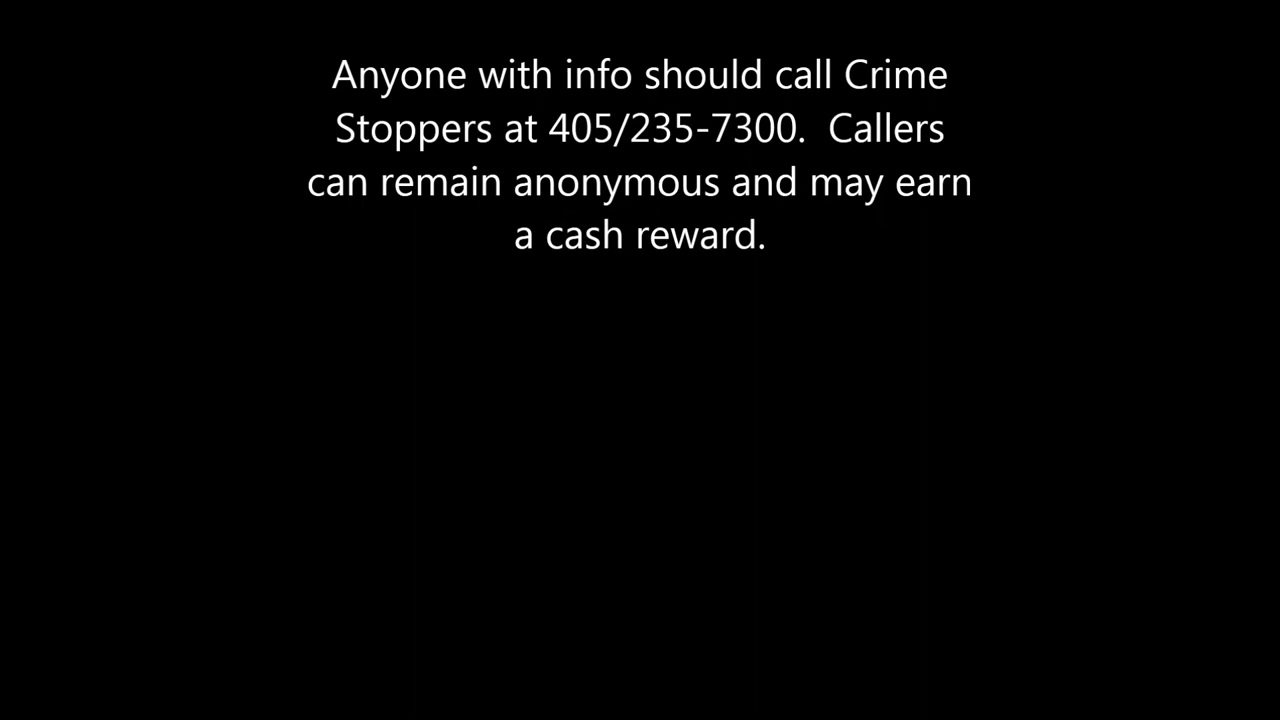 Anyone with info should call Crime
Stoppers at 405/235-7300.  Callers
can remain anonymous and may earn
a cash reward.